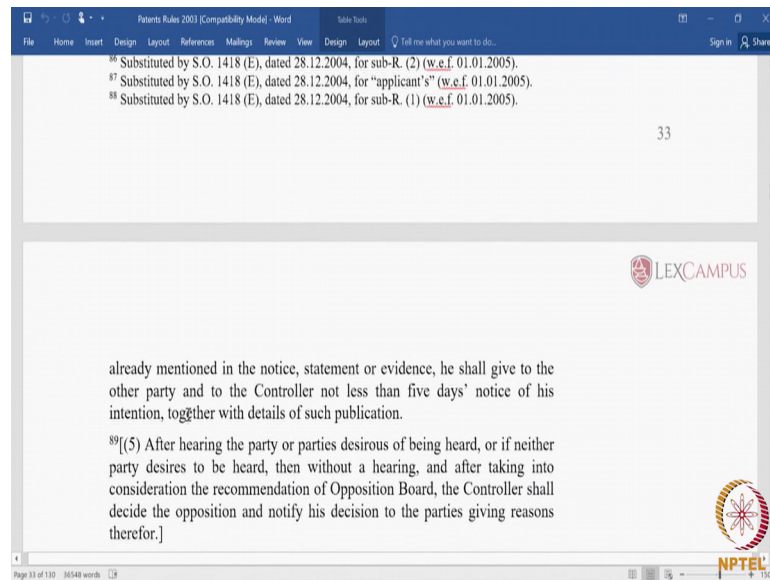 Patents Rules 2003 [Compatibility Mode] - Word
Table Tools
File Home Insert Design Layout References Mailings Review View Design Layout Tell me what you want to do...
Sign in Share
86 Substituted by S.O. 1418 (E), dated 28.12.2004, for sub-R. (2) (w.e.f. 01.01.2005).
87 Substituted by S.O. 1418 (E), dated 28.12.2004, for “applicant’s” (w.e.f. 01.01.2005).
88 Substituted by S.O. 1418 (E), dated 28.12.2004, for sub-R. (1) (w.e.f. 01.01.2005).
33
LEXCAMPUS
already mentioned in the notice, statement or evidence, he shall give to the
other party and to the Controller not less than five days’ notice of his
intention, together with details of such publication.
89[(5) After hearing the party or parties desirous of being heard, or if neither
party desires to be heard, then without a hearing, and after taking into
consideration the recommendation of Opposition Board, the Controller shall
decide the opposition and notify his decision to the parties giving reasons
therefor.]
NPTEL
Page 33 of 130 36548 words